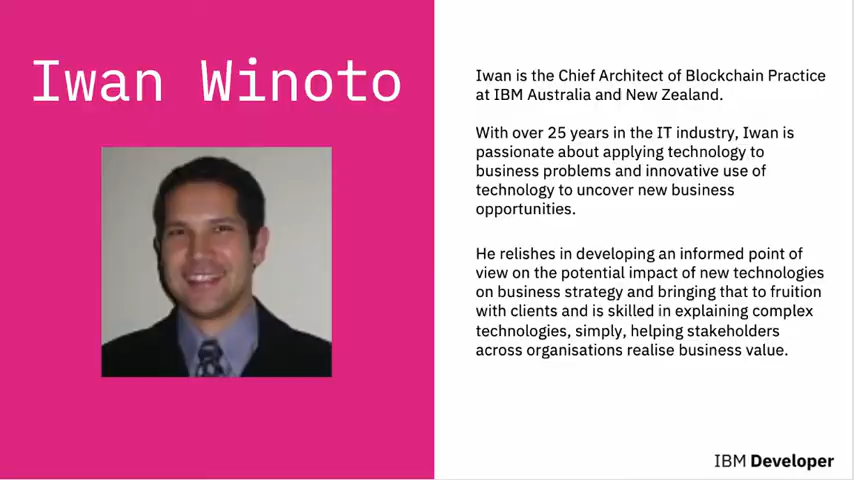 Iwan Winoto
Iwan is the Chief Architect of Blockchain Practice
at IBM Australia and New Zealand.
With over 25 years in the IT industry, Iwan is
passionate about applying technology to
business problems and innovative use of
technology to uncover new business
opportunities.
He relishes in developing an informed point of
view on the potential impact of new technologies
on business strategy and bringing that to fruition
with clients and is skilled in explaining complex
technologies, simply, helping stakeholders
across organisations realise business value.
IBM Developer